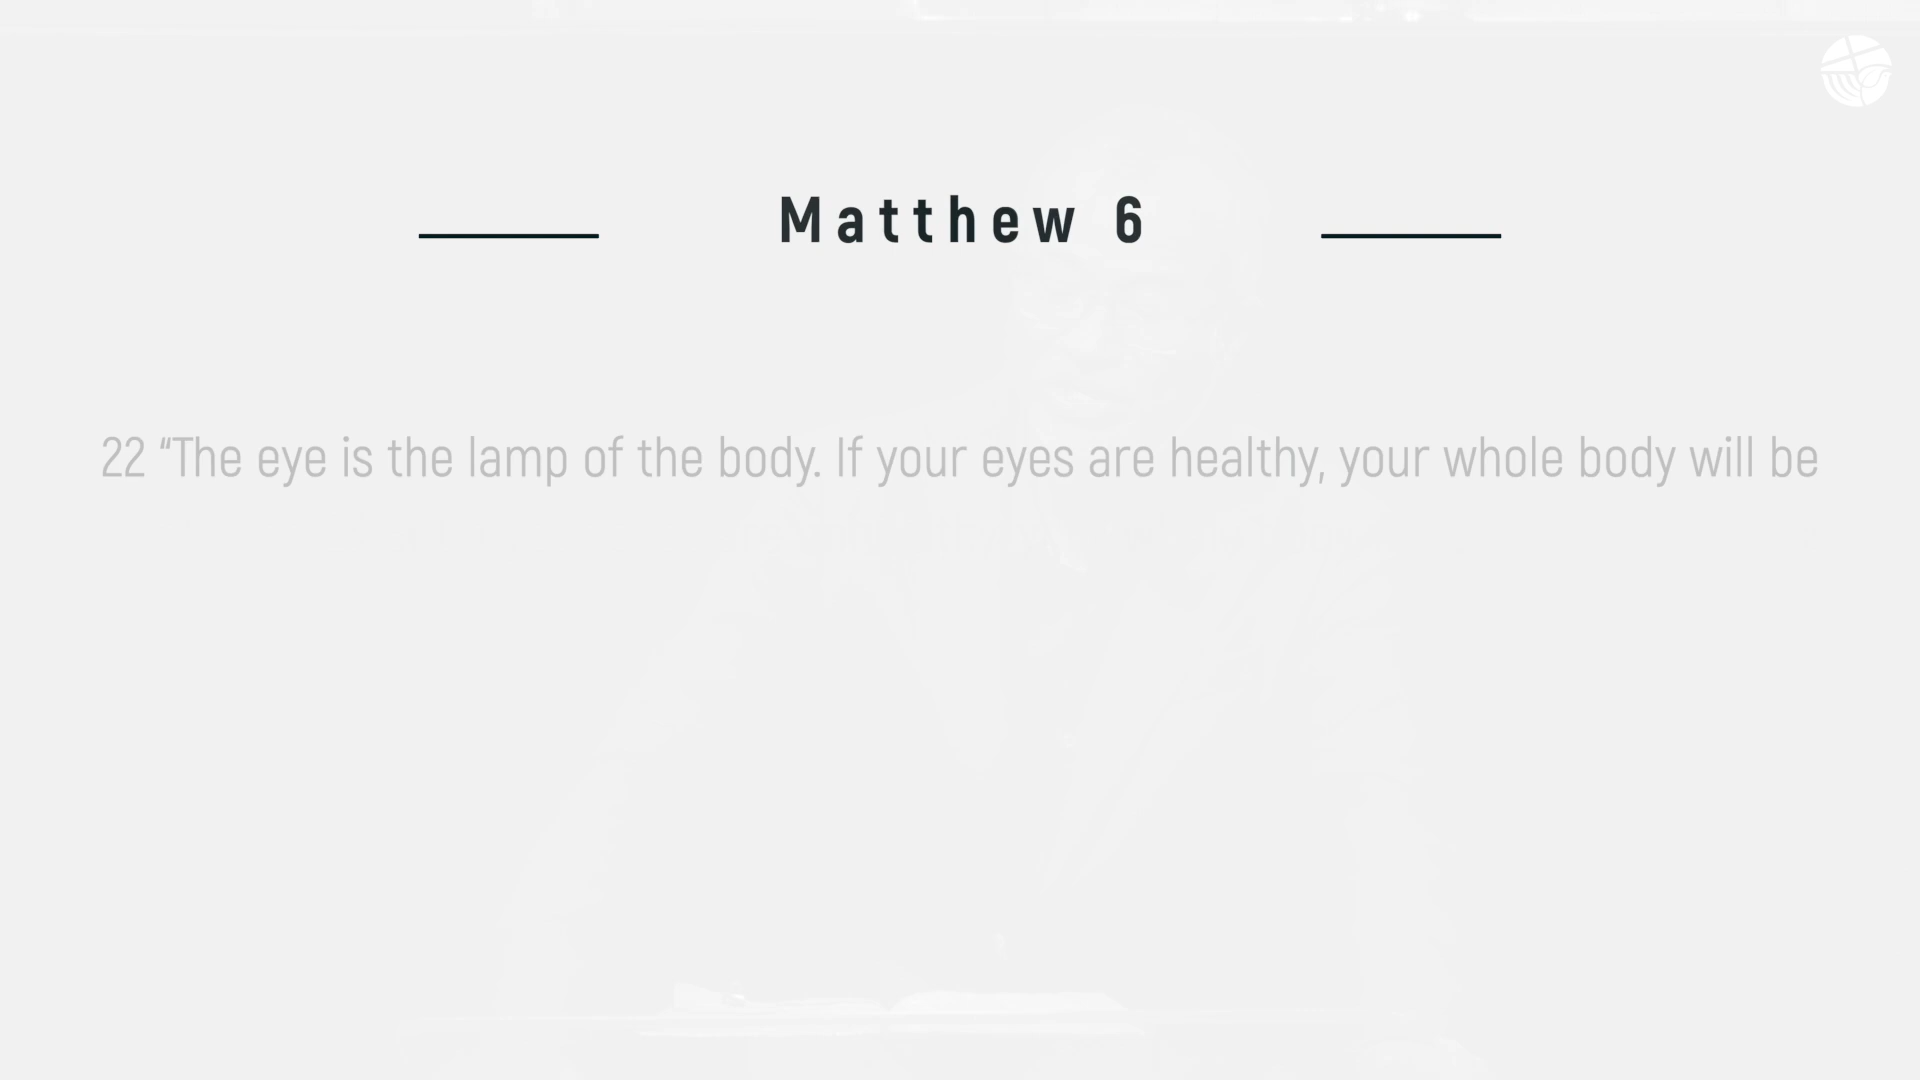 Matthew 6
22 “The eye is the lamp of the body. If your eyes are healthy, your whole body will be